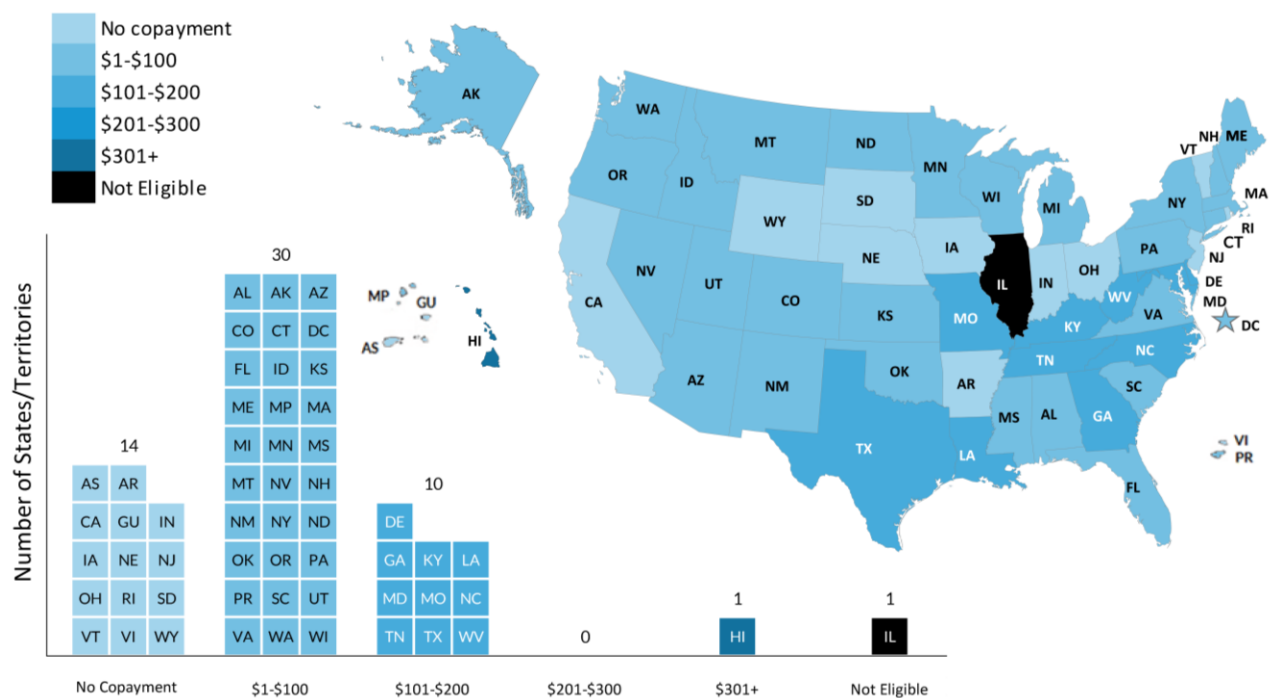 No copayment
$1-$100
$101-$200
$201-$300
$301+
Not Eligible
AK
WA
MT
ND
MN
OR
ID
WY
SD
WI
MI
VT
NH
ME
NY
MA
RI
CT
NJ
PA
DE
MD
DC
NV
UT
CO
NE
IA
IL
IN
OH
WV
VA
CA
KS
MO
KY
NC
AZ
NM
OK
AR
TN
SC
MS
AL
GA
TX
LA
FL
VI
PR
MP
GU
AS
HI
Number of States/Territories
14
AS AR
CA GU IN
IA NE NJ
OH RI SD
VT VI WY
30
AL AK AZ
CO CT DC
FL ID KS
ME MP MA
MI MN MS
MT NV NH
NM NY ND
OK OR PA
PR SC UT
VA WA WI
10
DE
GA KY LA
MD MO NC
TN TX WV
0
1
HI
1
IL
No Copayment
$1-$100
$101-$200
$201-$300
$301+
Not Eligible